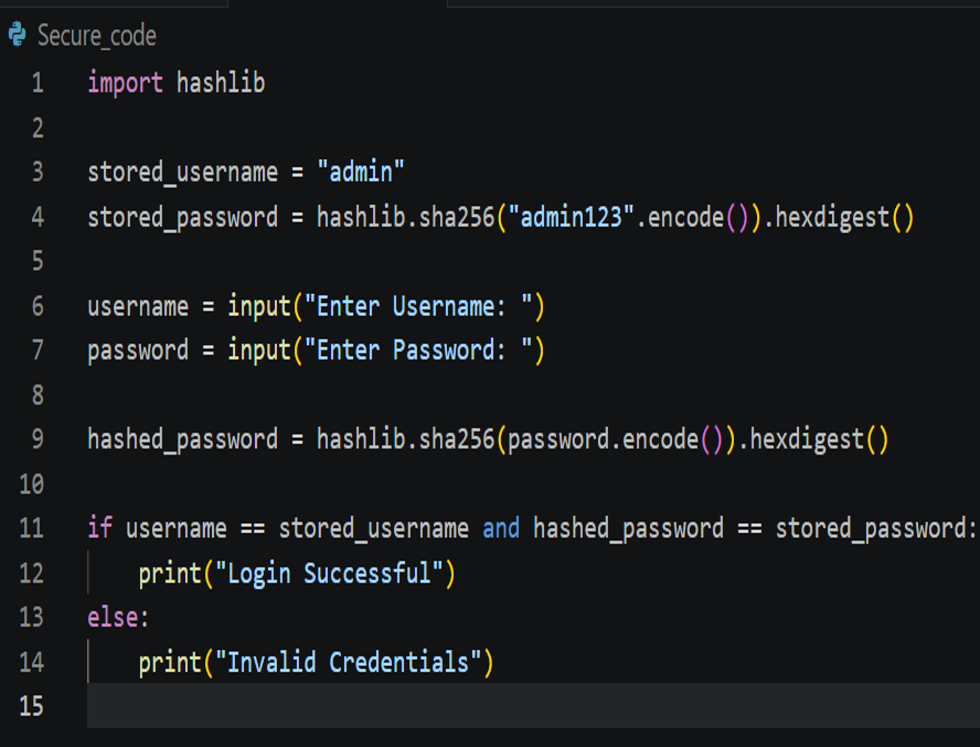 Secure_code
1 import hashlib
2
3 stored_username = "admin"
4 stored_password = hashlib.sha256("admin123".encode()).hexdigest()
5
6 username = input("Enter Username: ")
7 password = input("Enter Password: ")
8
9 hashed_password = hashlib.sha256(password.encode()).hexdigest()
10
11 if username == stored_username and hashed_password == stored_password:
12     print("Login Successful")
13 else:
14     print("Invalid Credentials")
15